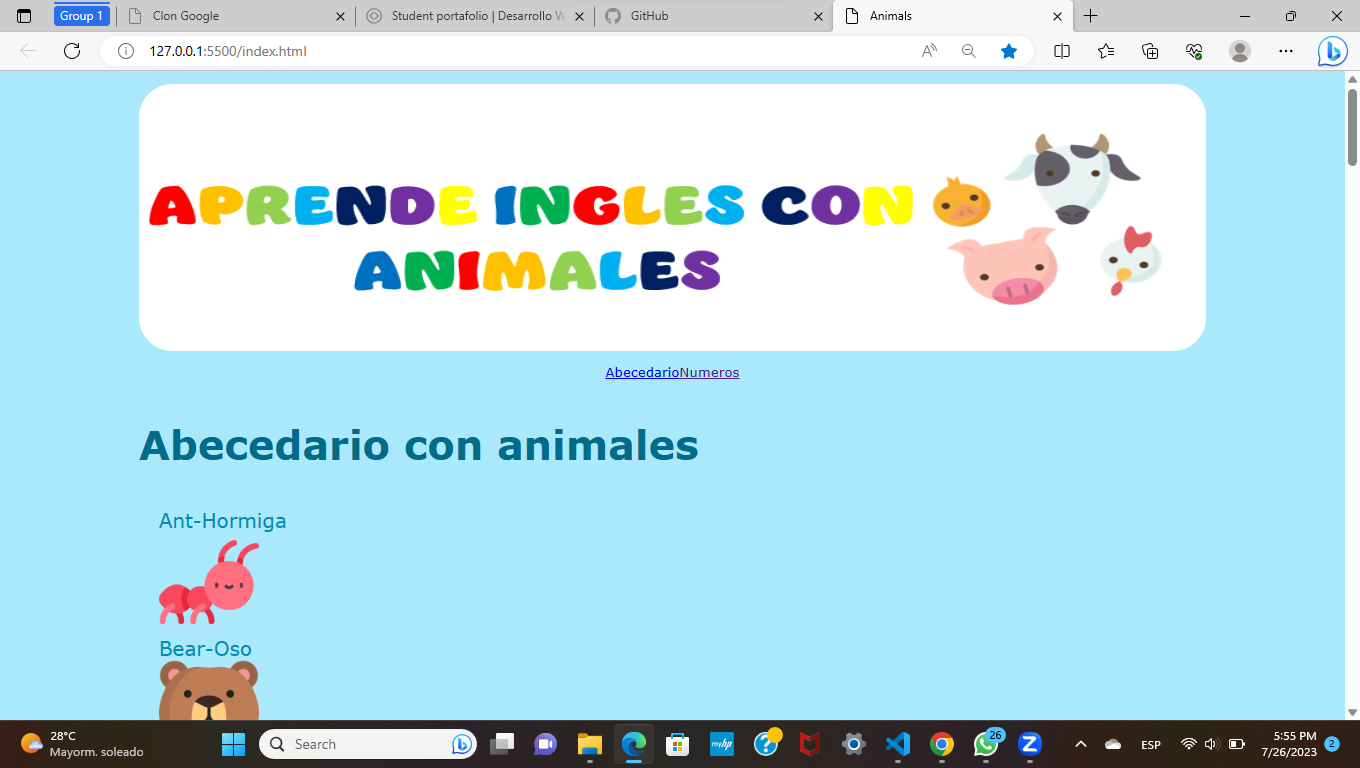 Group 1
Clon Google
Student portafolio | Desarrollo W
GitHub
Animals
127.0.0.1:5500/index.html
APRENDE INGLES CON
ANIMALES
AbecedarioNumeros
Abecedario con animales
Ant-Hormiga
Bear-Oso
28°C
Mayorm. soleado
Search
myhp
26
ESP
5:55 PM
7/26/2023
2